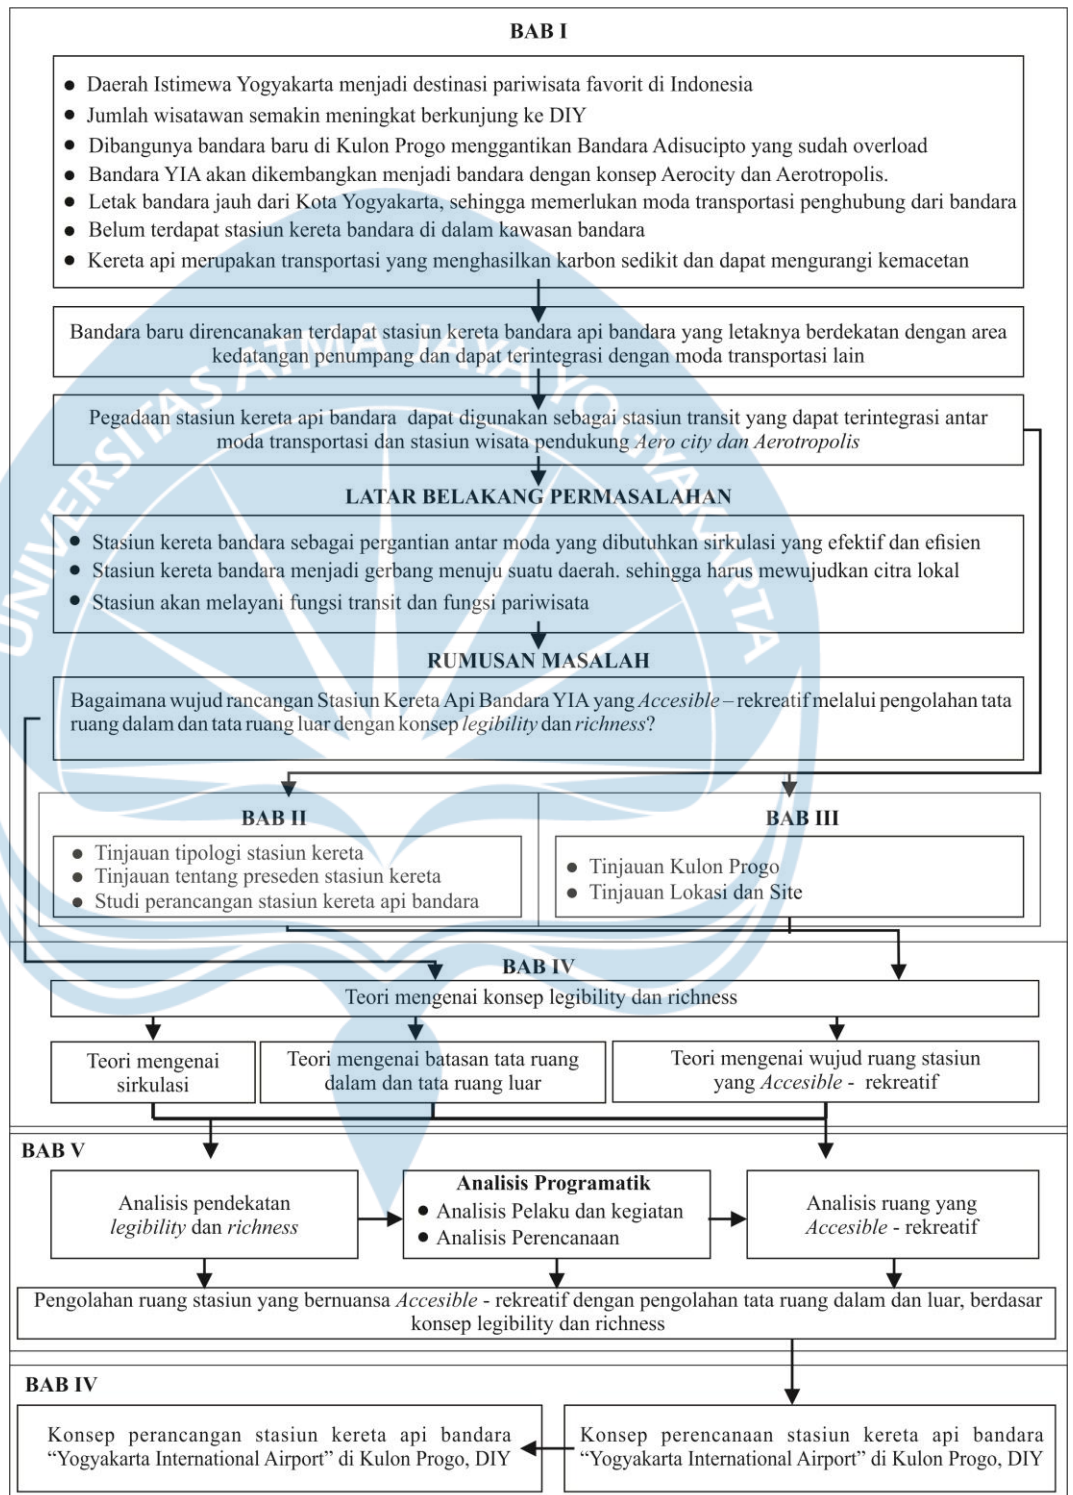 BAB I
● Daerah Istimewa Yogyakarta menjadi destinasi pariwisata favorit di Indonesia
● Jumlah wisatawan semakin meningkat berkunjung ke DIY
● Dibangunya bandara baru di Kulon Progo menggantikan Bandara Adisucipto yang sudah overload
● Bandara YIA akan dikembangkan menjadi bandara dengan konsep Aerocity dan Aerotropolis.
● Letak bandara jauh dari Kota Yogyakarta, sehingga memerlukan moda transportasi penghubung dari bandara
● Belum terdapat stasiun kereta bandara di dalam kawasan bandara
● Kereta api merupakan transportasi yang menghasilkan karbon sedikit dan dapat mengurangi kemacetan
Bandara baru direncanakan terdapat stasiun kereta bandara api bandara yang letaknya berdekatan dengan area
kedatangan penumpang dan dapat terintegrasi dengan moda transportasi lain
Pegadaan stasiun kereta api bandara dapat digunakan sebagai stasiun transit yang dapat terintegrasi antar
moda transportasi dan stasiun wisata pendukung Aero city dan Aerotropolis
LATAR BELAKANG PERMASALAHAN
● Stasiun kereta bandara sebagai pergantian antar moda yang dibutuhkan sirkulasi yang efektif dan efisien
● Stasiun kereta bandara menjadi gerbang menuju suatu daerah. sehingga harus mewujudkan citra lokal
● Stasiun akan melayani fungsi transit dan fungsi pariwisata
RUMUSAN MASALAH
Bagaimana wujud rancangan Stasiun Kereta Api Bandara YIA yang Accesible – rekreatif melalui pengolahan tata
ruang dalam dan tata ruang luar dengan konsep legibility dan richness?
BAB II
● Tinjauan tipologi stasiun kereta
● Tinjauan tentang preseden stasiun kereta
● Studi perancangan stasiun kereta api bandara
BAB III
● Tinjauan Kulon Progo
● Tinjauan Lokasi dan Site
BAB IV
Teori mengenai konsep legibility dan richness
Teori mengenai
sirkulasi
Teori mengenai batasan tata ruang
dalam dan tata ruang luar
Teori mengenai wujud ruang stasiun
yang Accesible - rekreatif
BAB V
Analisis pendekatan
legibility dan richness
Analisis Programatik
● Analisis Pelaku dan kegiatan
● Analisis Perencanaan
Analisis ruang yang
Accesible - rekreatif
Pengolahan ruang stasiun yang bernuansa Accesible - rekreatif dengan pengolahan tata ruang dalam dan luar, berdasar
konsep legibility dan richness
BAB IV
Konsep perancangan stasiun kereta api bandara
“Yogyakarta International Airport” di Kulon Progo, DIY
Konsep perencanaan stasiun kereta api bandara
“Yogyakarta International Airport” di Kulon Progo, DIY
UNIVERSITAS ATMA JAYA YOGYAKARTA